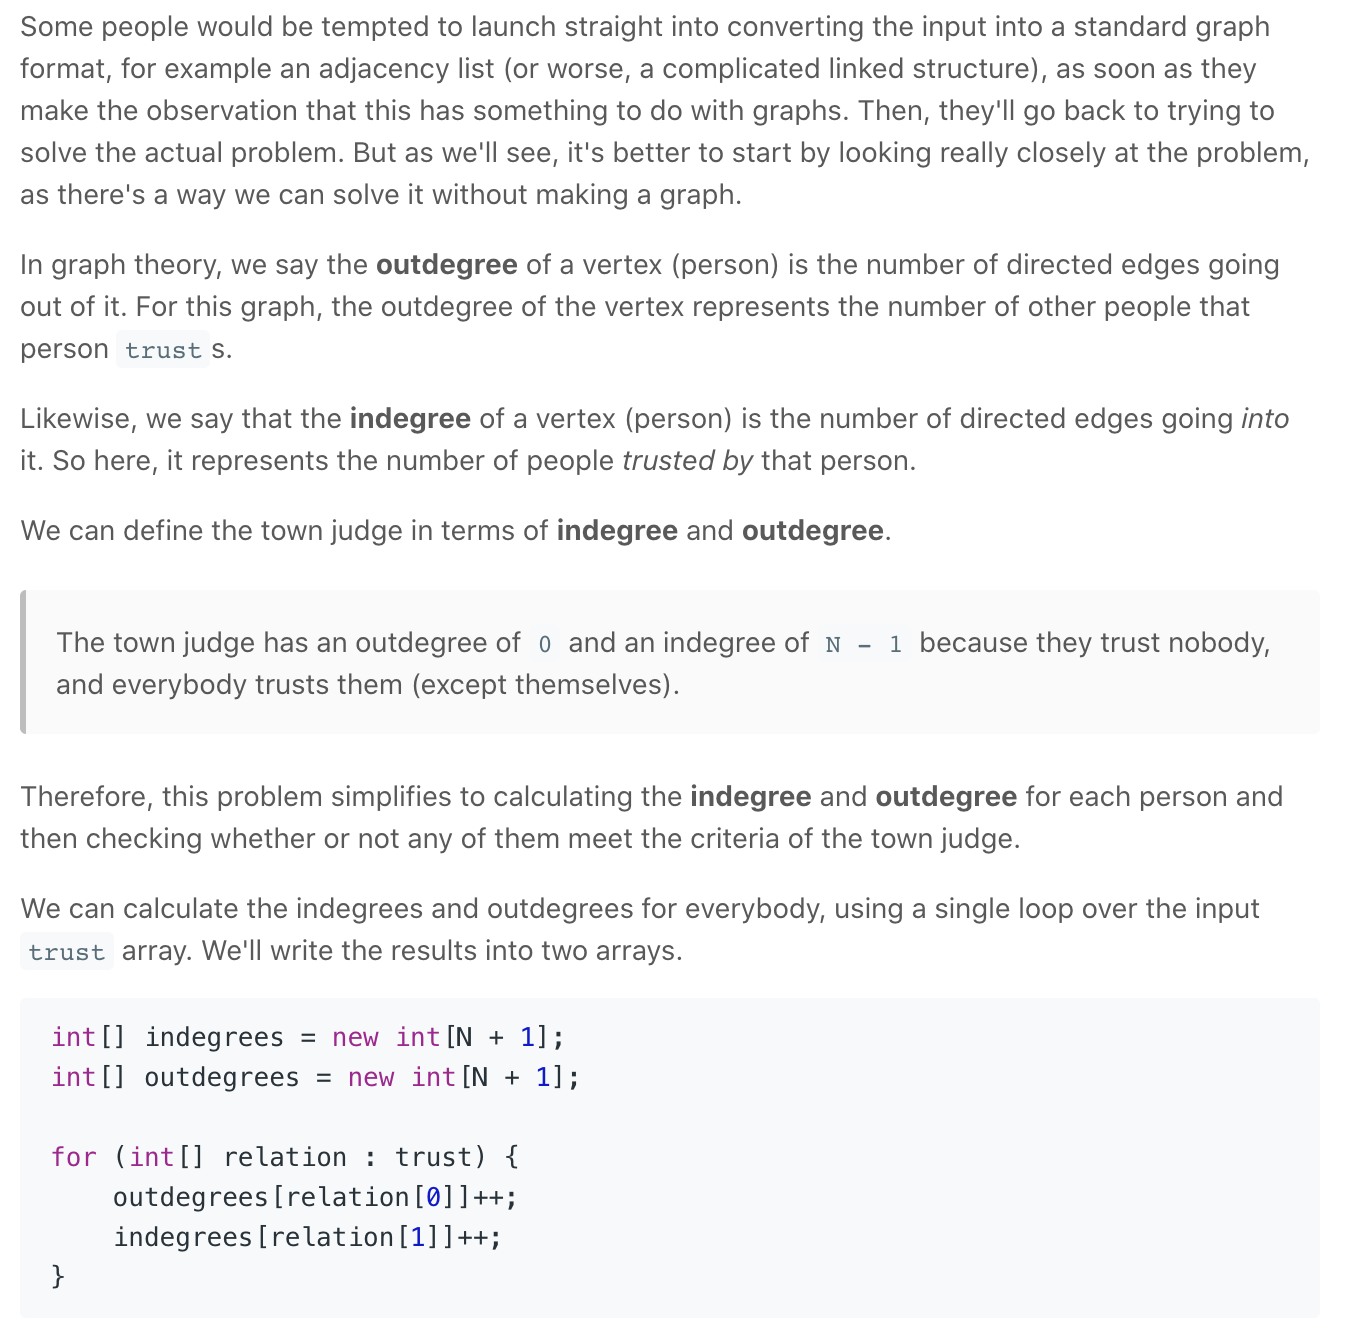 Some people would be tempted to launch straight into converting the input into a standard graph
format, for example an adjacency list (or worse, a complicated linked structure), as soon as they
make the observation that this has something to do with graphs. Then, they'll go back to trying to
solve the actual problem. But as we'll see, it's better to start by looking really closely at the problem,
as there's a way we can solve it without making a graph.
In graph theory, we say the outdegree of a vertex (person) is the number of directed edges going
out of it. For this graph, the outdegree of the vertex represents the number of other people that
person trust s.
Likewise, we say that the indegree of a vertex (person) is the number of directed edges going into
it. So here, it represents the number of people trusted by that person.
We can define the town judge in terms of indegree and outdegree.
The town judge has an outdegree of 0 and an indegree of N - 1 because they trust nobody,
and everybody trusts them (except themselves).
Therefore, this problem simplifies to calculating the indegree and outdegree for each person and
then checking whether or not any of them meet the criteria of the town judge.
We can calculate the indegrees and outdegrees for everybody, using a single loop over the input
trust array. We'll write the results into two arrays.
int[] indegrees = new int[N + 1];
int[] outdegrees = new int[N + 1];
for (int[] relation : trust) {
    outdegrees[relation[0]]++;
    indegrees[relation[1]]++;
}